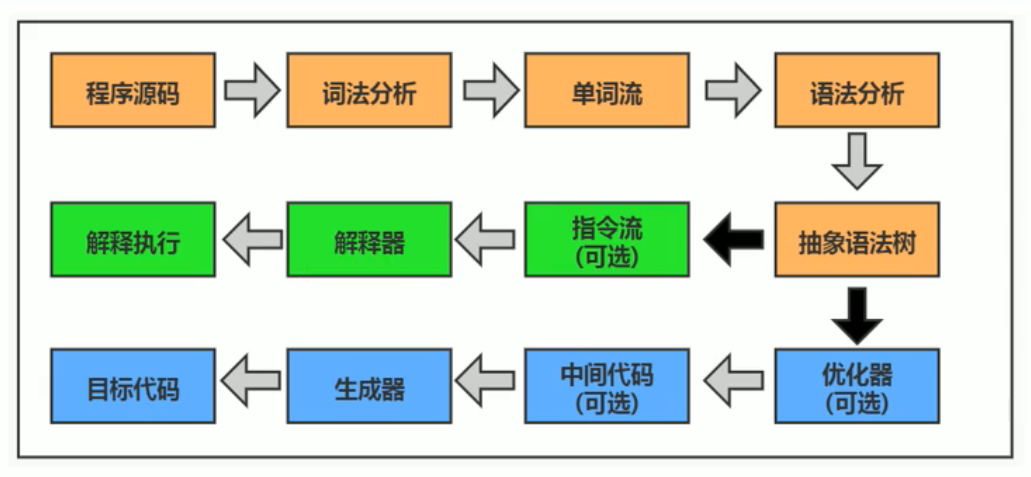 程序源码
词法分析
单词流
语法分析
解释执行
解释器
指令流
(可选)
抽象语法树
目标代码
生成器
中间代码
(可选)
优化器
(可选)